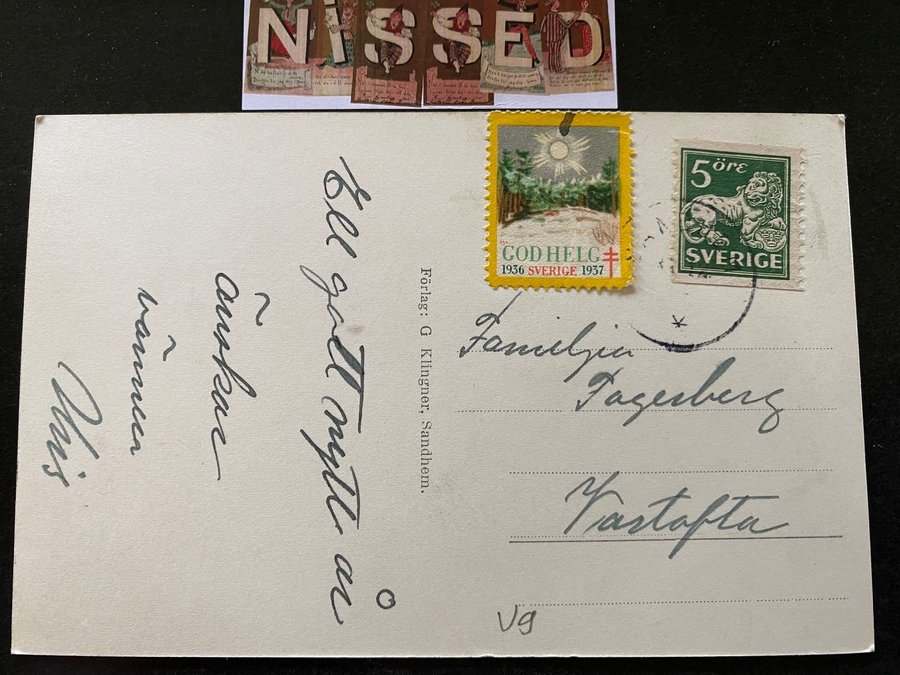 NISSED
GOD HELG
1936 SVERIGE 1937
5 öre
SVERIGE
Ett gott nytt år
önskar
vännen
Förlag: G Klingner, Sandhem.
Familjen
Fagerberg
Vartofta
Vg